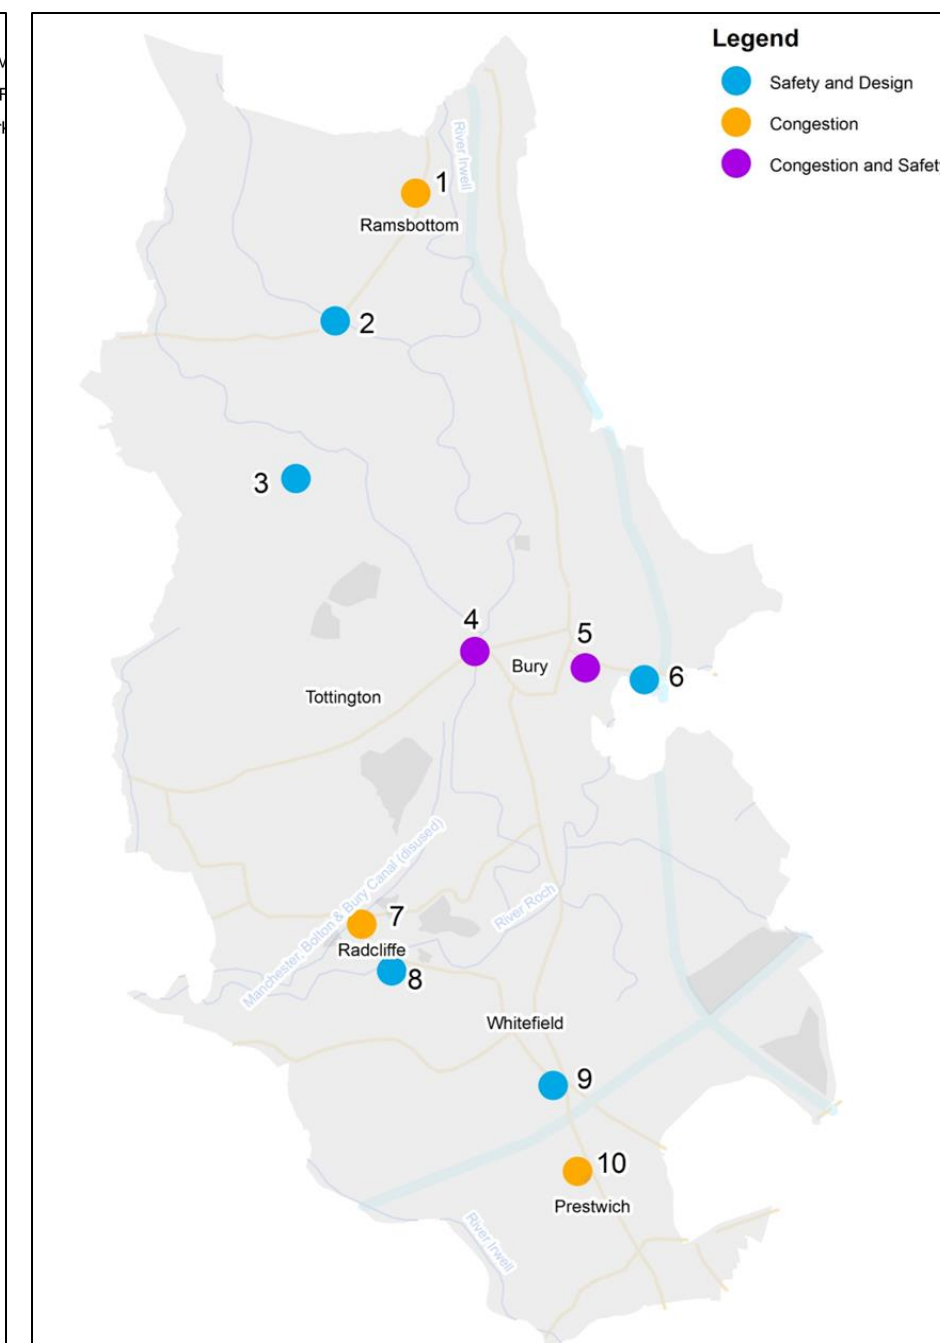 Legend
Safety and Design
Congestion
Congestion and Safet
River Irwell
1
Ramsbottom
2
3
4
5
Bury
6
Tottington
Manchester, Bolton & Bury Canal (disused)
River Roch
7
Radcliffe
8
Whitefield
9
10
Prestwich
River Irwell